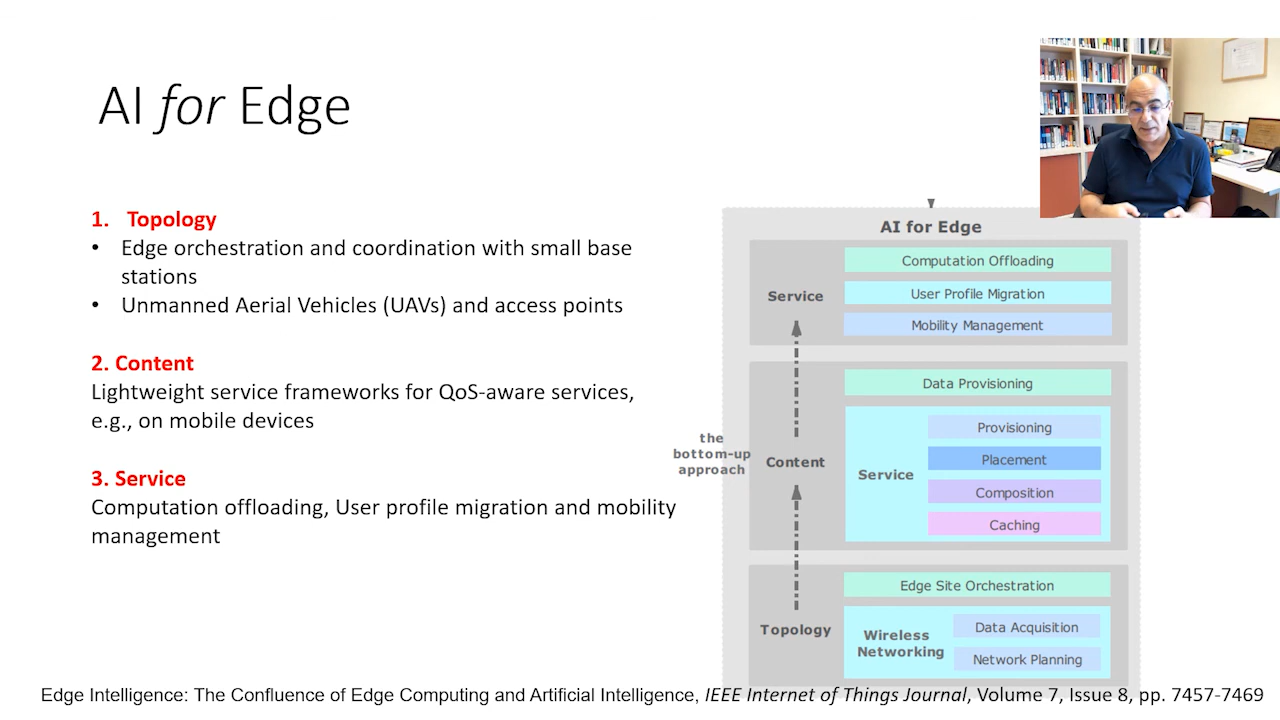 AI for Edge
1. Topology
• Edge orchestration and coordination with small base
stations
• Unmanned Aerial Vehicles (UAVs) and access points
2. Content
Lightweight service frameworks for QoS-aware services,
e.g., on mobile devices
3. Service
Computation offloading, User profile migration and mobility
management
AI for Edge
Service
Computation Offloading
User Profile Migration
Mobility Management
the
bottom-up
approach
Content
Data Provisioning
Service
Provisioning
Placement
Composition
Caching
Topology
Edge Site Orchestration
Wireless
Networking
Data Acquisition
Network Planning
Edge Intelligence: The Confluence of Edge Computing and Artificial Intelligence, IEEE Internet of Things Journal, Volume 7, Issue 8, pp. 7457-7469